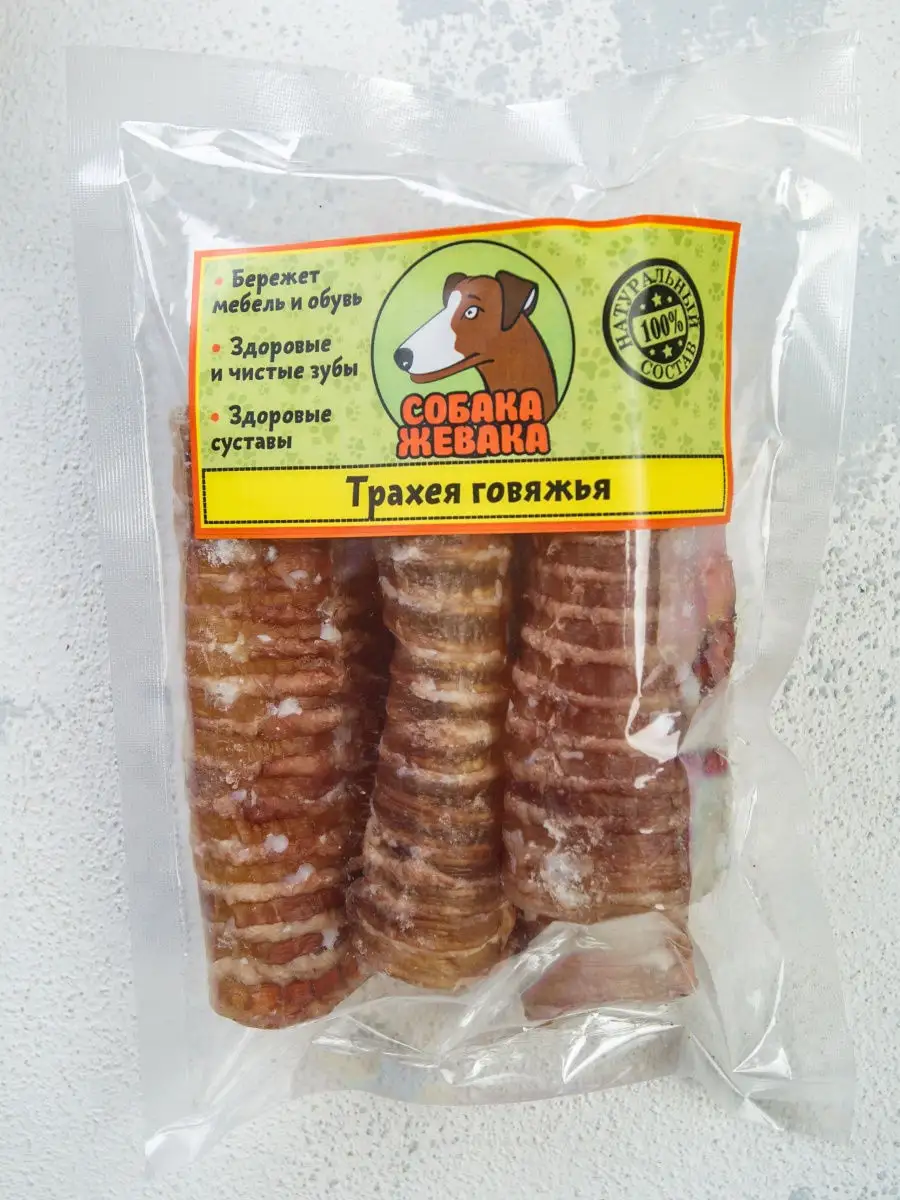 • Бережет
мебель и обувь
• Здоровые
и чистые зубы
• Здоровые
суставы
СОБАКА
ЖЕВАКА
НАТУРАЛЬНЫЙ
100%
СОСТАВ
Трахея говяжья